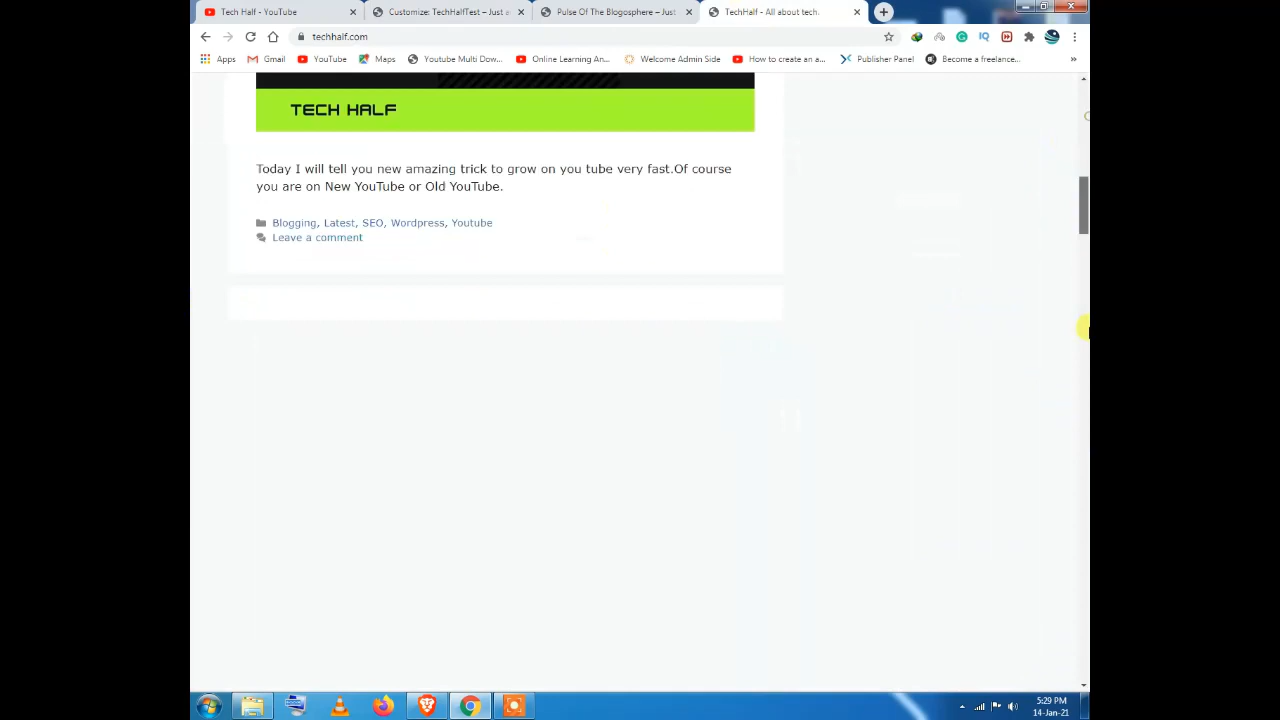 Tech Half - YouTube
Customize: TechHalfTest – Just a
Pulse Of The Blogosphere – Just
TechHalf - All about tech.
techhalf.com
Apps
Gmail
YouTube
Maps
Youtube Multi Dow...
Online Learning An...
Welcome Admin Side
How to create an a...
Publisher Panel
Become a freelance...
»
TECH HALF
Today I will tell you new amazing trick to grow on you tube very fast.Of course
you are on New YouTube or Old YouTube.
Blogging, Latest, SEO, Wordpress, Youtube
Leave a comment
5:29 PM
14-Jan-21